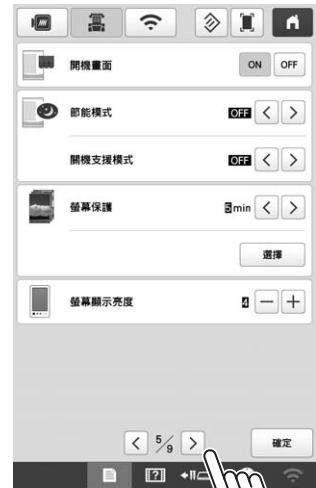 開機畫面 ON OFF
節能模式 OFF < >
關機支援模式 OFF < >
螢幕保護 5min < >
選擇
螢幕顯示亮度 4 − +
< 5/9 > 確定
[?]